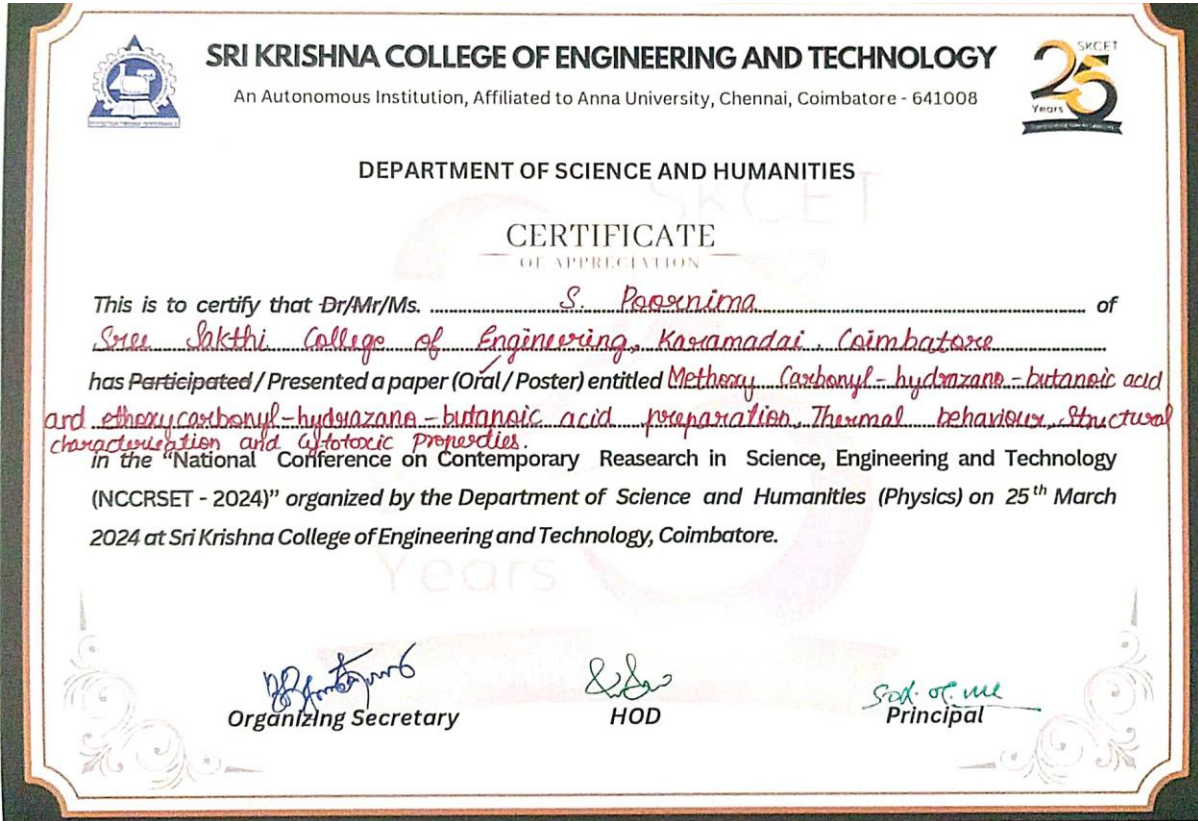 SRI KRISHNA COLLEGE OF ENGINEERING AND TECHNOLOGY
SKCET
25
Years
An Autonomous Institution, Affiliated to Anna University, Chennai, Coimbatore - 641008
DEPARTMENT OF SCIENCE AND HUMANITIES
SKCET
CERTIFICATE
OF APPRECIATION
This is to certify that Dr/Mr/Ms. S. Poornima of
Sree Sakthi College of Engineering, Karamadai, Coimbatore
has Participated / Presented a paper (Oral / Poster) entitled Methoxy Carbonyl-hydrazano-butanoic acid
and ethoxycarbonyl-hydrazano-butanoic acid preparation, Thermal behaviour, Structural
characterisation and Cytotoxic Properties.
in the “National Conference on Contemporary Reasearch in Science, Engineering and Technology
(NCCRSET - 2024)” organized by the Department of Science and Humanities (Physics) on 25th March
2024 at Sri Krishna College of Engineering and Technology, Coimbatore.
Years
Organizing Secretary
HOD
Principal